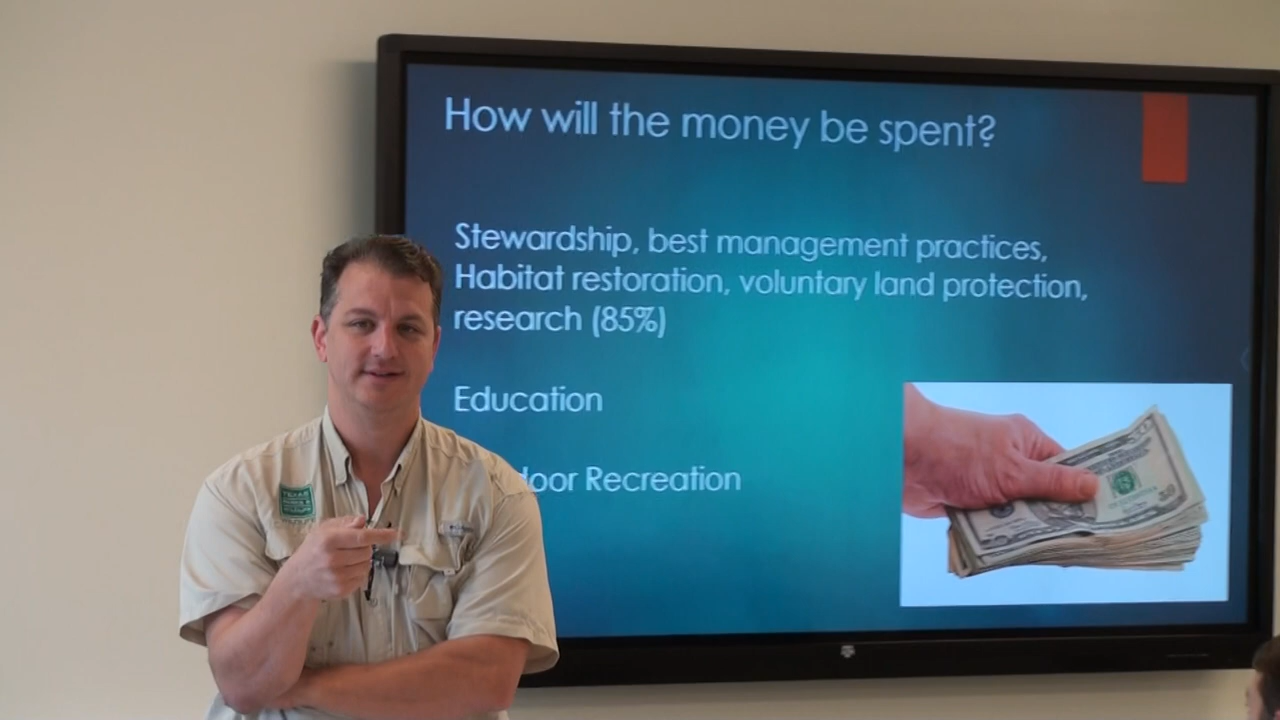 How will the money be spent?
Stewardship, best management practices,
Habitat restoration, voluntary land protection,
research (85%)
Education
door Recreation
TEXAS